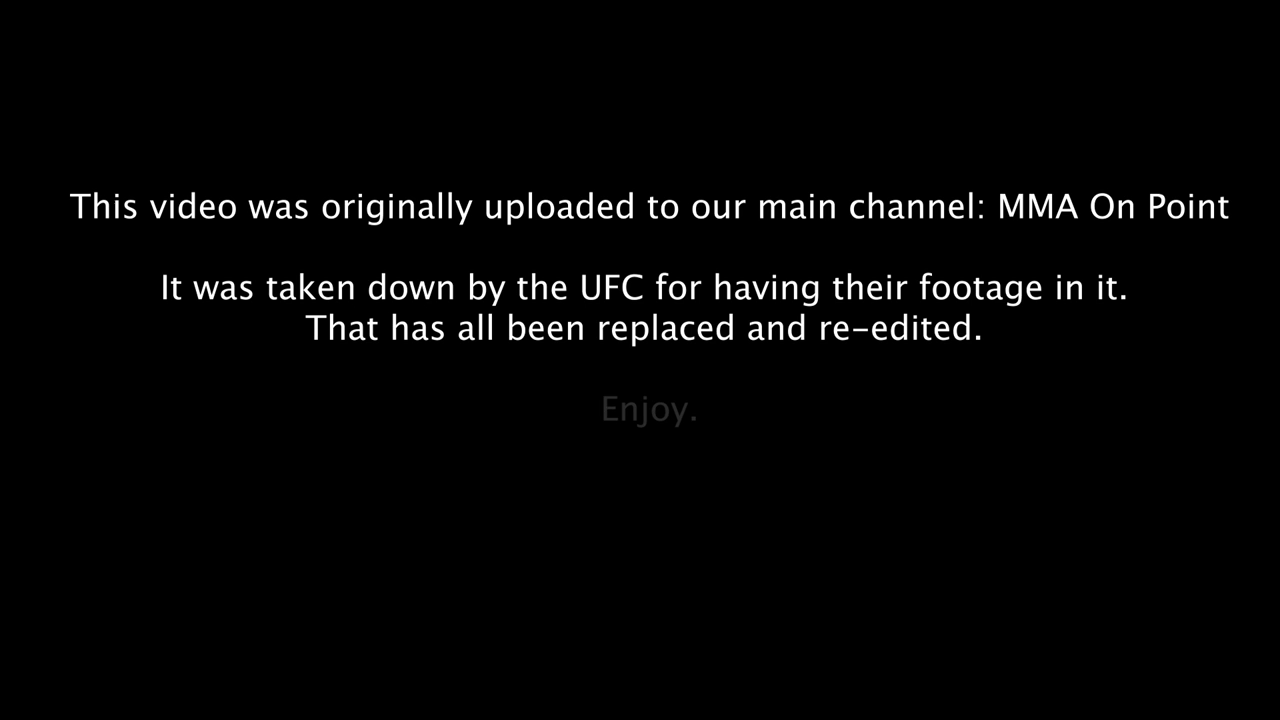 This video was originally uploaded to our main channel: MMA On Point
It was taken down by the UFC for having their footage in it.
That has all been replaced and re-edited.
Enjoy.